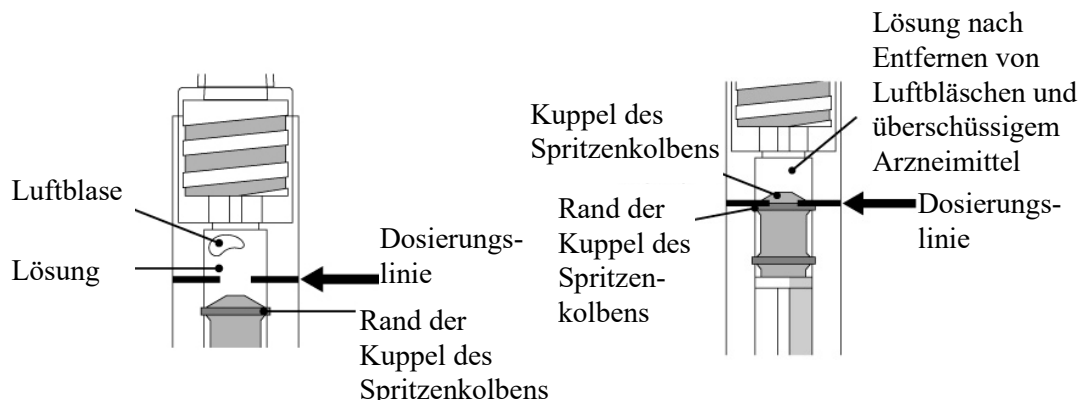 Luftblase
Lösung
Dosierungs-
linie
Rand der
Kuppel des
Spritzenkolbens
Kuppel des
Spritzenkolbens
Rand der
Kuppel des
Spritzen-
kolbens
Lösung nach
Entfernen von
Luftbläschen und
überschüssigem
Arzneimittel
Dosierungs-
linie